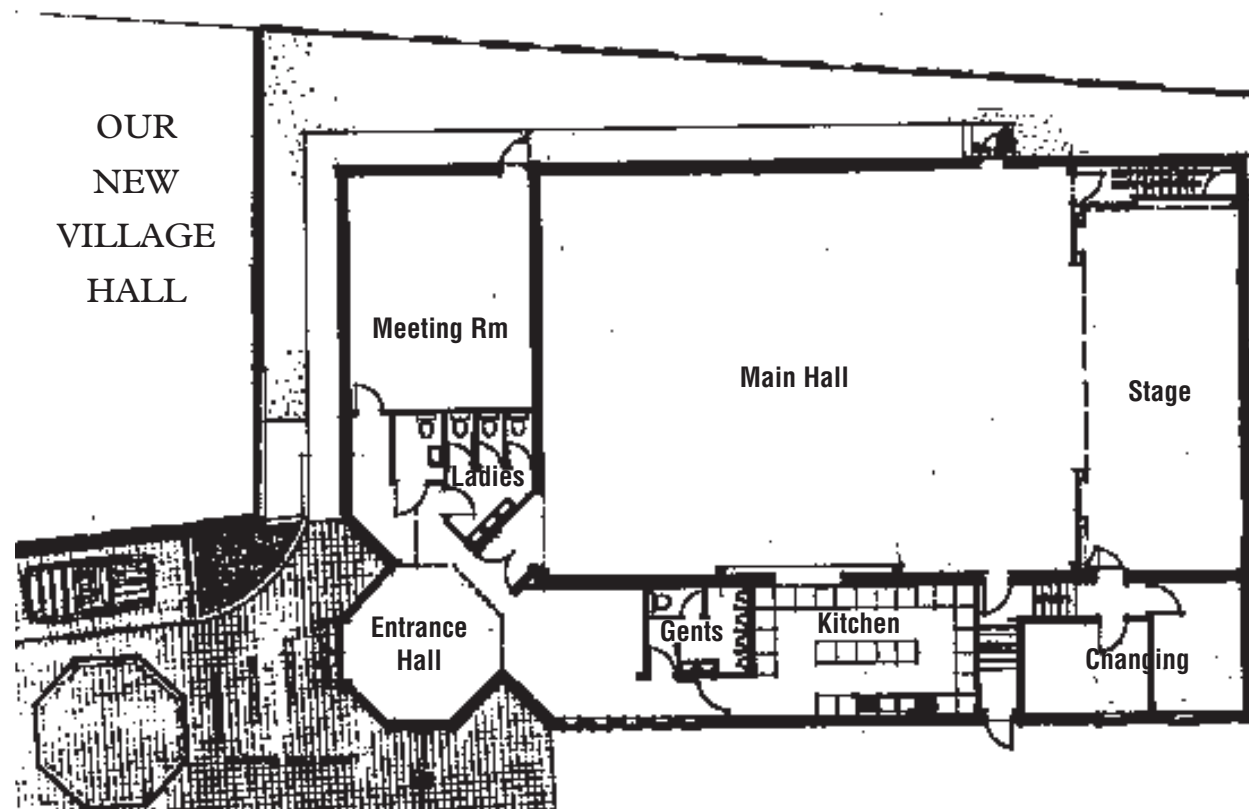 OUR
NEW
VILLAGE
HALL
Meeting Rm
Main Hall
Stage
Ladies
Entrance
Hall
Gents
Kitchen
Changing